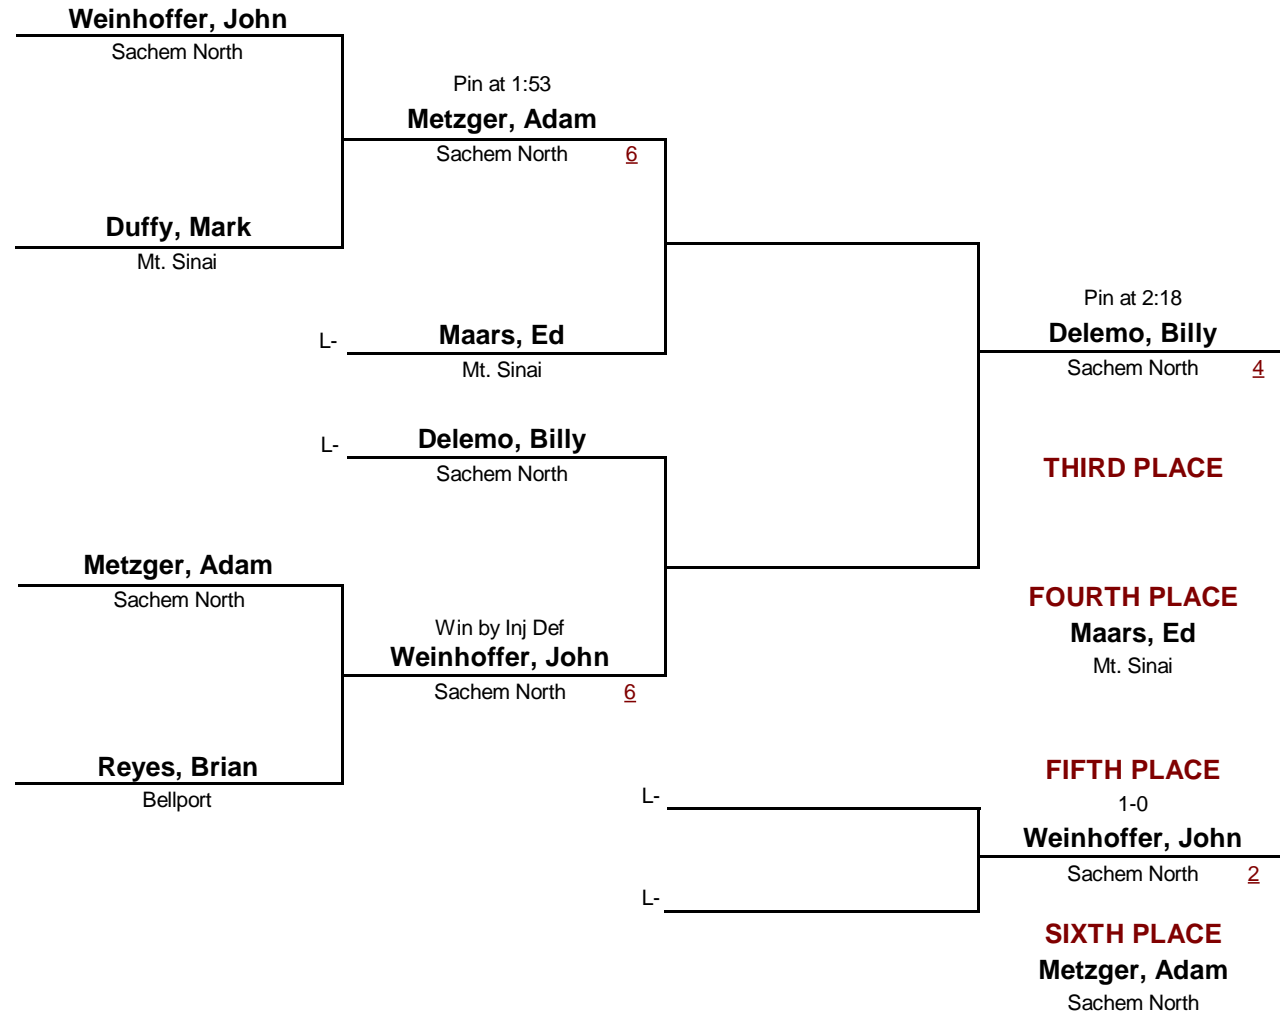 Weinhoffer, John
Sachem North
Pin at 1:53
Metzger, Adam
Sachem North 6
Duffy, Mark
Mt. Sinai
L- Maars, Ed
Mt. Sinai
Pin at 2:18
Delemo, Billy
Sachem North 4
L- Delemo, Billy
Sachem North
THIRD PLACE
Metzger, Adam
Sachem North
FOURTH PLACE
Maars, Ed
Mt. Sinai
Win by Inj Def
Weinhoffer, John
Sachem North 6
Reyes, Brian
Bellport
FIFTH PLACE
L-
1-0
Weinhoffer, John
Sachem North 2
L-
SIXTH PLACE
Metzger, Adam
Sachem North